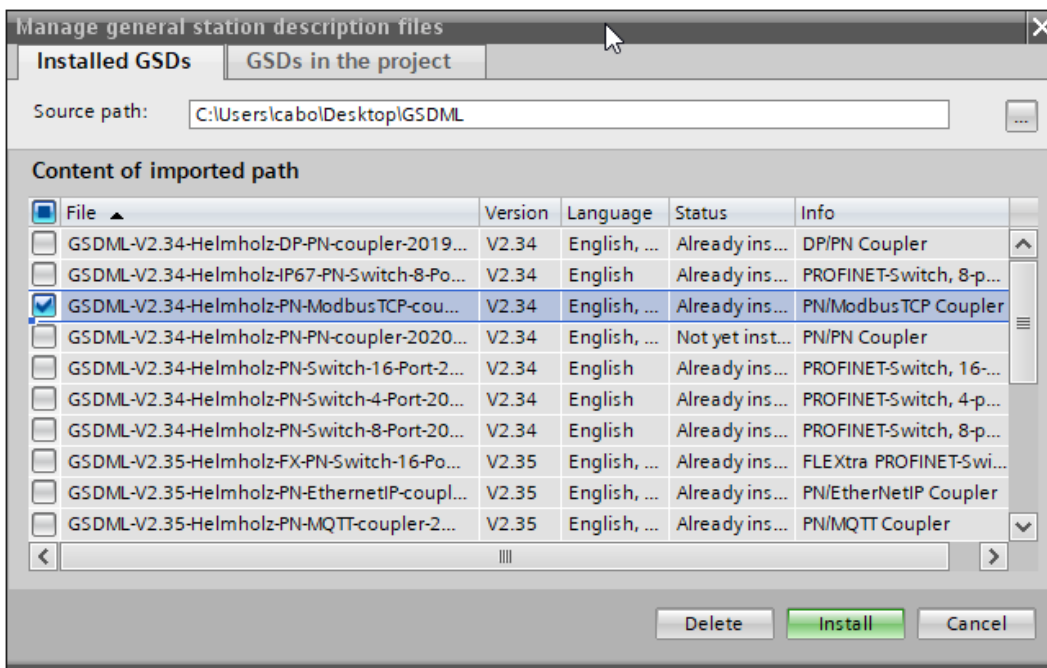 Manage general station description files
Installed GSDs GSDs in the project
Source path: C:\Users\cabo\Desktop\GSDML ...
Content of imported path
File Version Language Status Info
GSDML-V2.34-Helmholz-DP-PN-coupler-2019... V2.34 English, ... Already ins... DP/PN Coupler
GSDML-V2.34-Helmholz-IP67-PN-Switch-8-Po... V2.34 English Already ins... PROFINET-Switch, 8-p...
GSDML-V2.34-Helmholz-PN-ModbusTCP-cou... V2.34 English, ... Already ins... PN/ModbusTCP Coupler
GSDML-V2.34-Helmholz-PN-PN-coupler-2020... V2.34 English, ... Not yet inst... PN/PN Coupler
GSDML-V2.34-Helmholz-PN-Switch-16-Port-2... V2.34 English Already ins... PROFINET-Switch, 16-...
GSDML-V2.34-Helmholz-PN-Switch-4-Port-20... V2.34 English Already ins... PROFINET-Switch, 4-p...
GSDML-V2.34-Helmholz-PN-Switch-8-Port-20... V2.34 English Already ins... PROFINET-Switch, 8-p...
GSDML-V2.35-Helmholz-FX-PN-Switch-16-Po... V2.35 English, ... Already ins... FLEXtra PROFINET-Swi...
GSDML-V2.35-Helmholz-PN-EthernetIP-coupl... V2.35 English, ... Already ins... PN/EtherNetIP Coupler
GSDML-V2.35-Helmholz-PN-MQTT-coupler-2... V2.35 English, ... Already ins... PN/MQTT Coupler
Delete Install Cancel